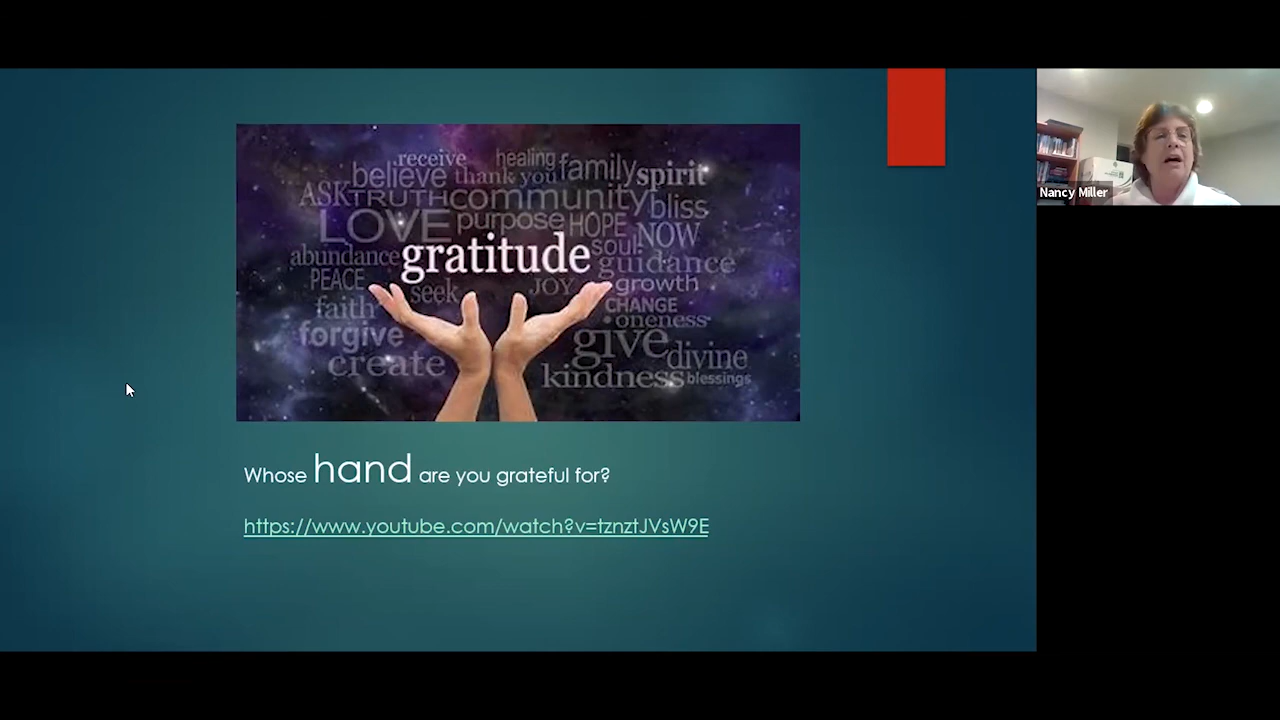 receive healing
believe thank you family spirit
ASK TRUTH community bliss
LOVE purpose HOPE NOW
abundance gratitude soul guidance
PEACE seek JOY growth
faith CHANGE
forgive oneness
create give divine
kindness blessings
Whose hand are you grateful for?
https://www.youtube.com/watch?v=tznztJVsW9E
Nancy Miller